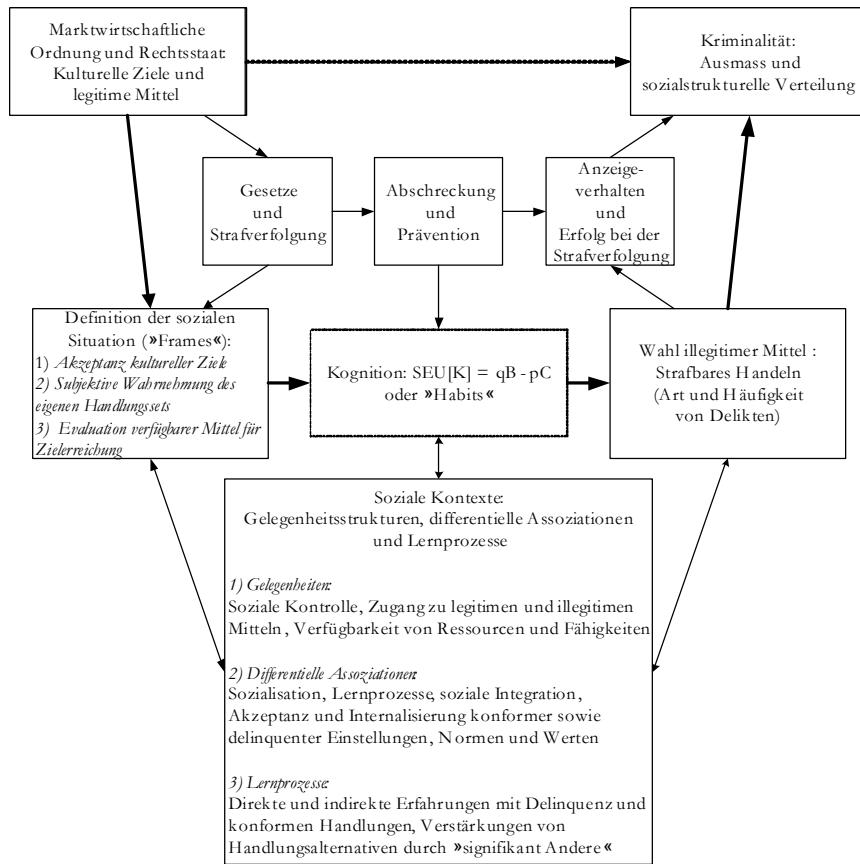 Marktwirtschaftliche
Ordnung und Rechtsstaat:
Kulturelle Ziele und
legitime Mittel
Kriminalität:
Ausmass und
sozialstrukturelle Verteilung
Gesetze
und
Strafverfolgung
Abschreckung
und
Prävention
Anzeige-
verhalten
und
Erfolg bei der
Strafverfolgung
Definition der sozialen
Situation (»Frames«):
1) Akzeptanz kultureller Ziele
2) Subjektive Wahrnehmung des
eigenen Handlungssets
3) Evaluation verfügbarer Mittel für
Zielerreichung
Kognition: SEU[K] = qB - pC
oder »Habits«
Wahl illegitimer Mittel :
Strafbares Handeln
(Art und Häufigkeit
von Delikten)
Soziale Kontexte:
Gelegenheitsstrukturen, differentielle Assoziationen
und Lernprozesse
1) Gelegenheiten:
Soziale Kontrolle, Zugang zu legitimen und illegitimen
Mitteln, Verfügbarkeit von Ressourcen und Fähigkeiten
2) Differentielle Assoziationen:
Sozialisation, Lernprozesse, soziale Integration,
Akzeptanz und Internalisierung konformer sowie
delinquenter Einstellungen, Normen und Werten
3) Lernprozesse:
Direkte und indirekte Erfahrungen mit Delinquenz und
konformen Handlungen, Verstärkungen von
Handlungsalternativen durch »signifikant Andere«